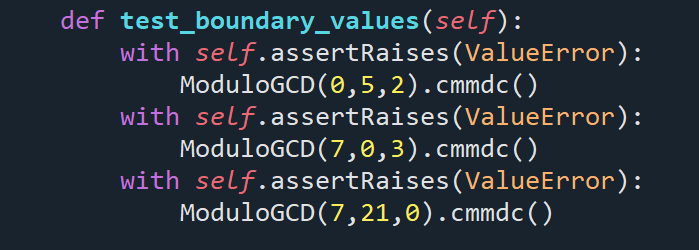 def test_boundary_values(self):
with self.assertRaises(ValueError):
ModuloGCD(0,5,2).cmmdc()
with self.assertRaises(ValueError):
ModuloGCD(7,0,3).cmmdc()
with self.assertRaises(ValueError):
ModuloGCD(7,21,0).cmmdc()